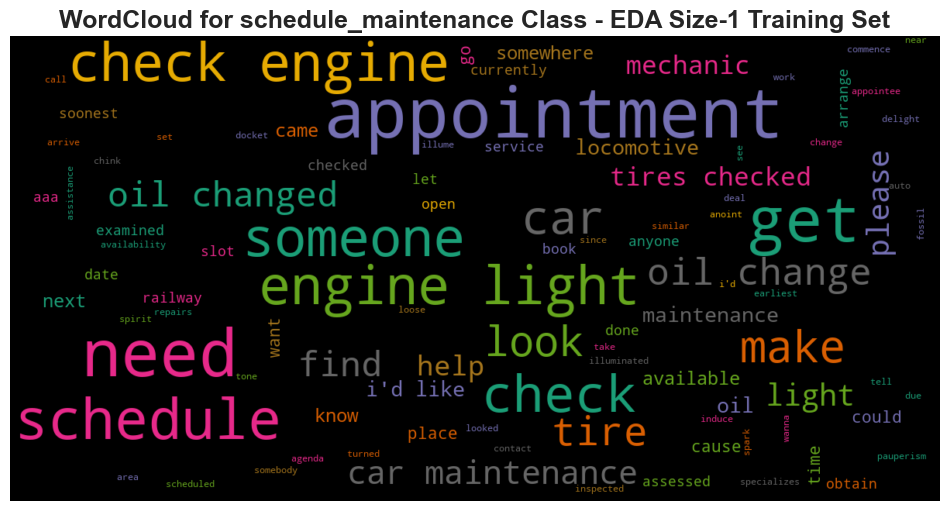 WordCloud for schedule_maintenance Class - EDA Size-1 Training Set
check engine
go
somewhere
currently
mechanic
commence
near
call
work
arrange
appointee
soonest
appointment
delight
arrive
set
docket
came
illume
service
locomotive
see
change
chink
checked
tires checked
please
auto
aaa
assistance
oil changed
let
open
car
deal
anoint
get
fossil
examined
availability
slot
someone
book
since
anyone
similar
date
engine light
oil change
i'd
earliest
next
railway
repairs
loose
maintenance
spirit
want
look
done
take
illuminated
make
need
tone
find
help
i'd like
check
available
light
tell
due
schedule
know
place
looked
tire
oil
induce
could
turned
contact
cause
spark
wanna
time
pauperism
agenda
somebody
area
scheduled
car maintenance
inspected
assessed
specializes
obtain